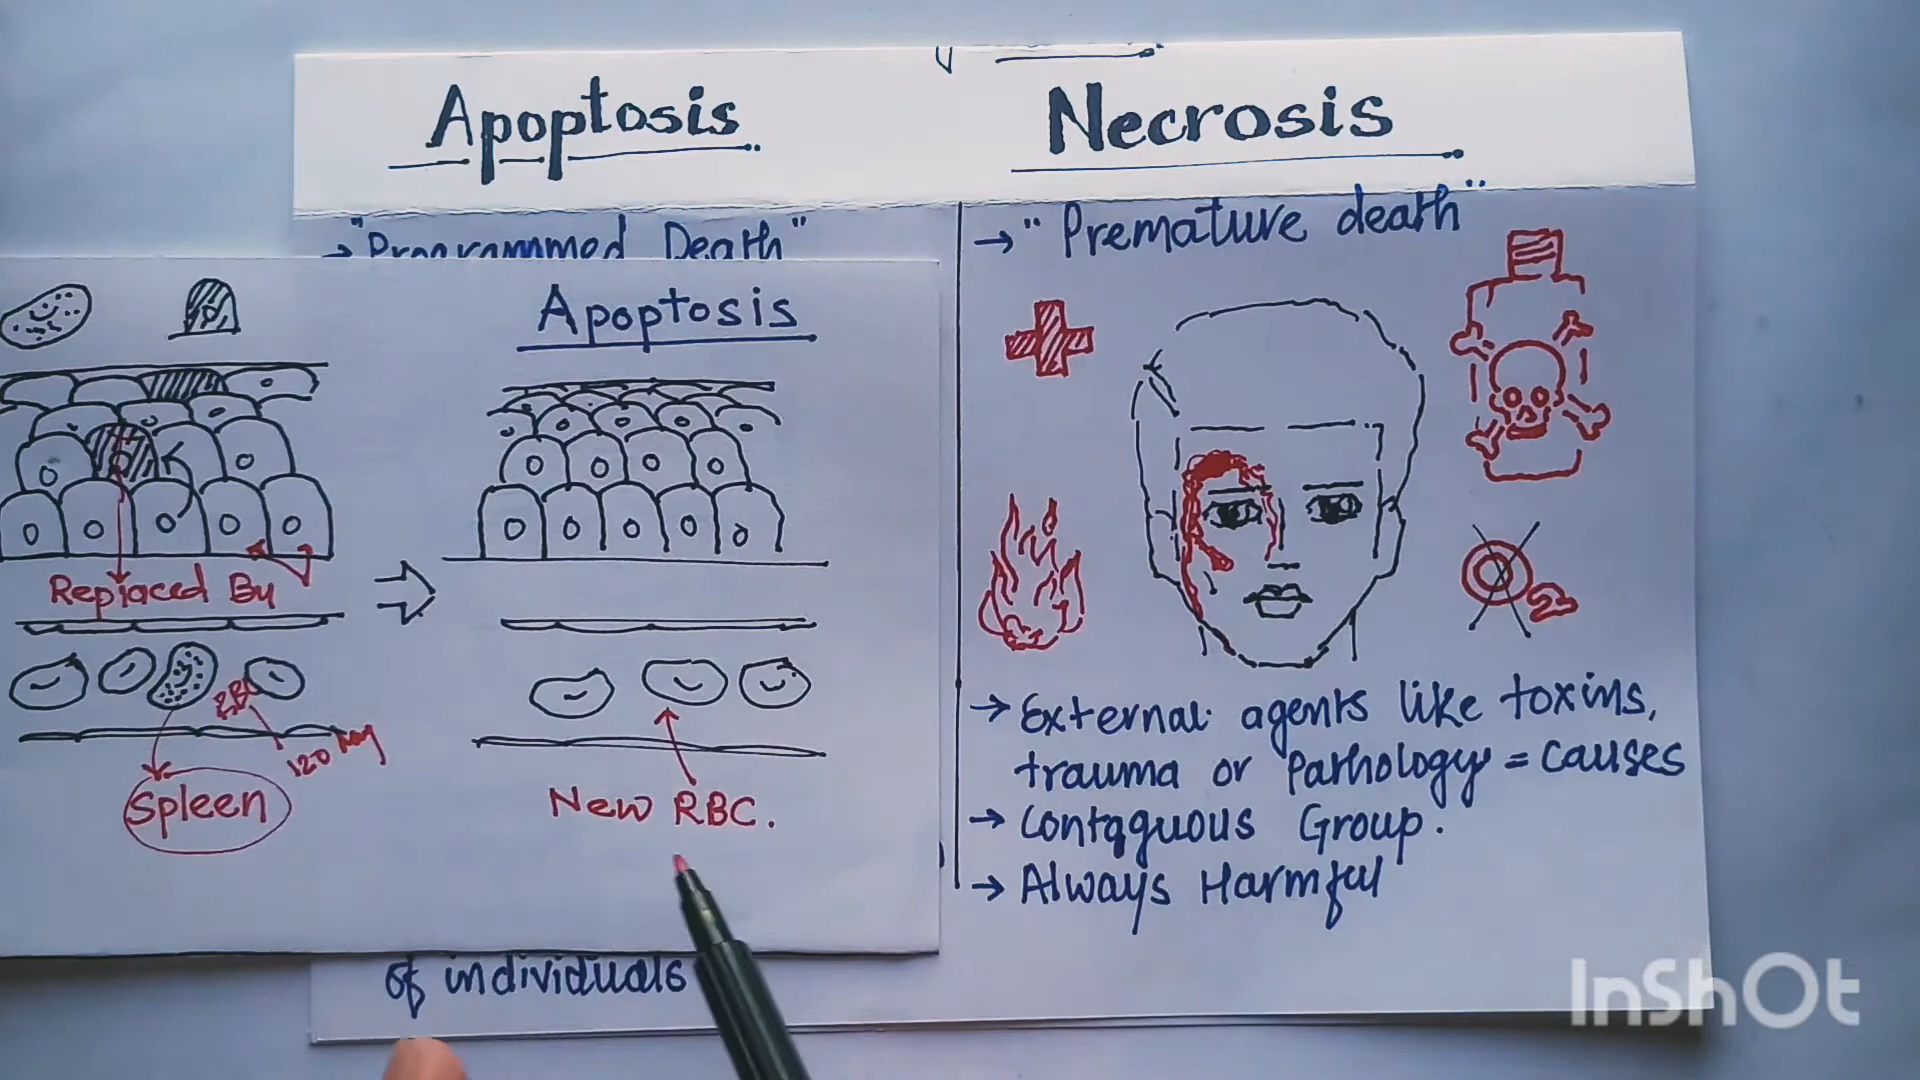 Apoptosis
Necrosis
→ "Programmed Death"
→ "Premature death"
Apoptosis
Replaced By
RBC
120 Day
Spleen
New RBC.
→ External agents like toxins,
trauma or Pathology = causes
→ Contaguous Group.
→ Always Harmful
of individuals
InShOt